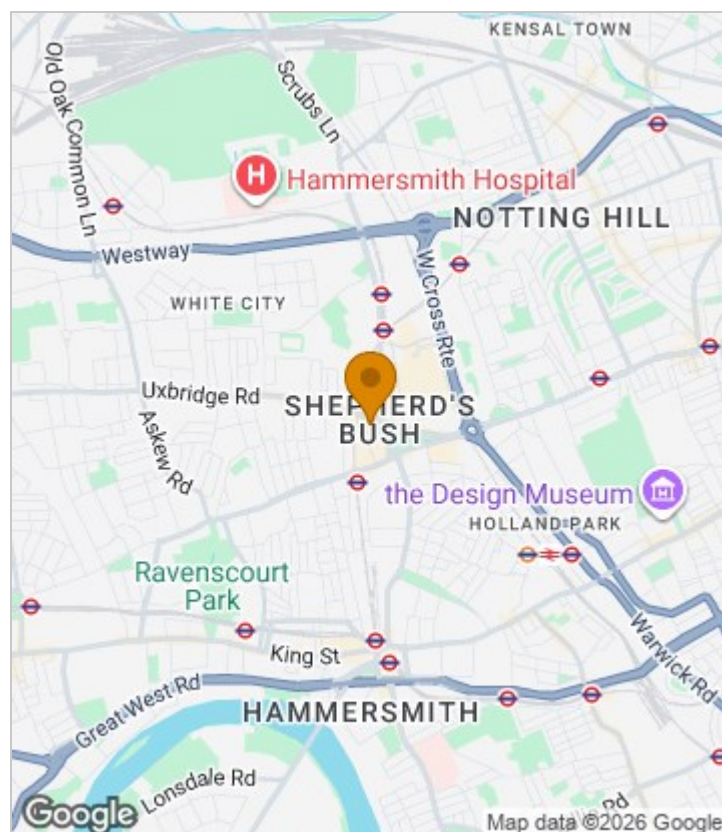 KENSAL TOWN
Old Oak Common Ln
Scrubs Ln
H
Hammersmith Hospital
NOTTING HILL
Westway
W Cross Rte
WHITE CITY
Uxbridge Rd
SHEPHERD'S
BUSH
Askew Rd
the Design Museum
HOLLAND PARK
Ravenscourt
Park
King St
Warwick Rd
Great West Rd
HAMMERSMITH
Lonsdale Rd
Rd
Google
Map data ©2026 Google